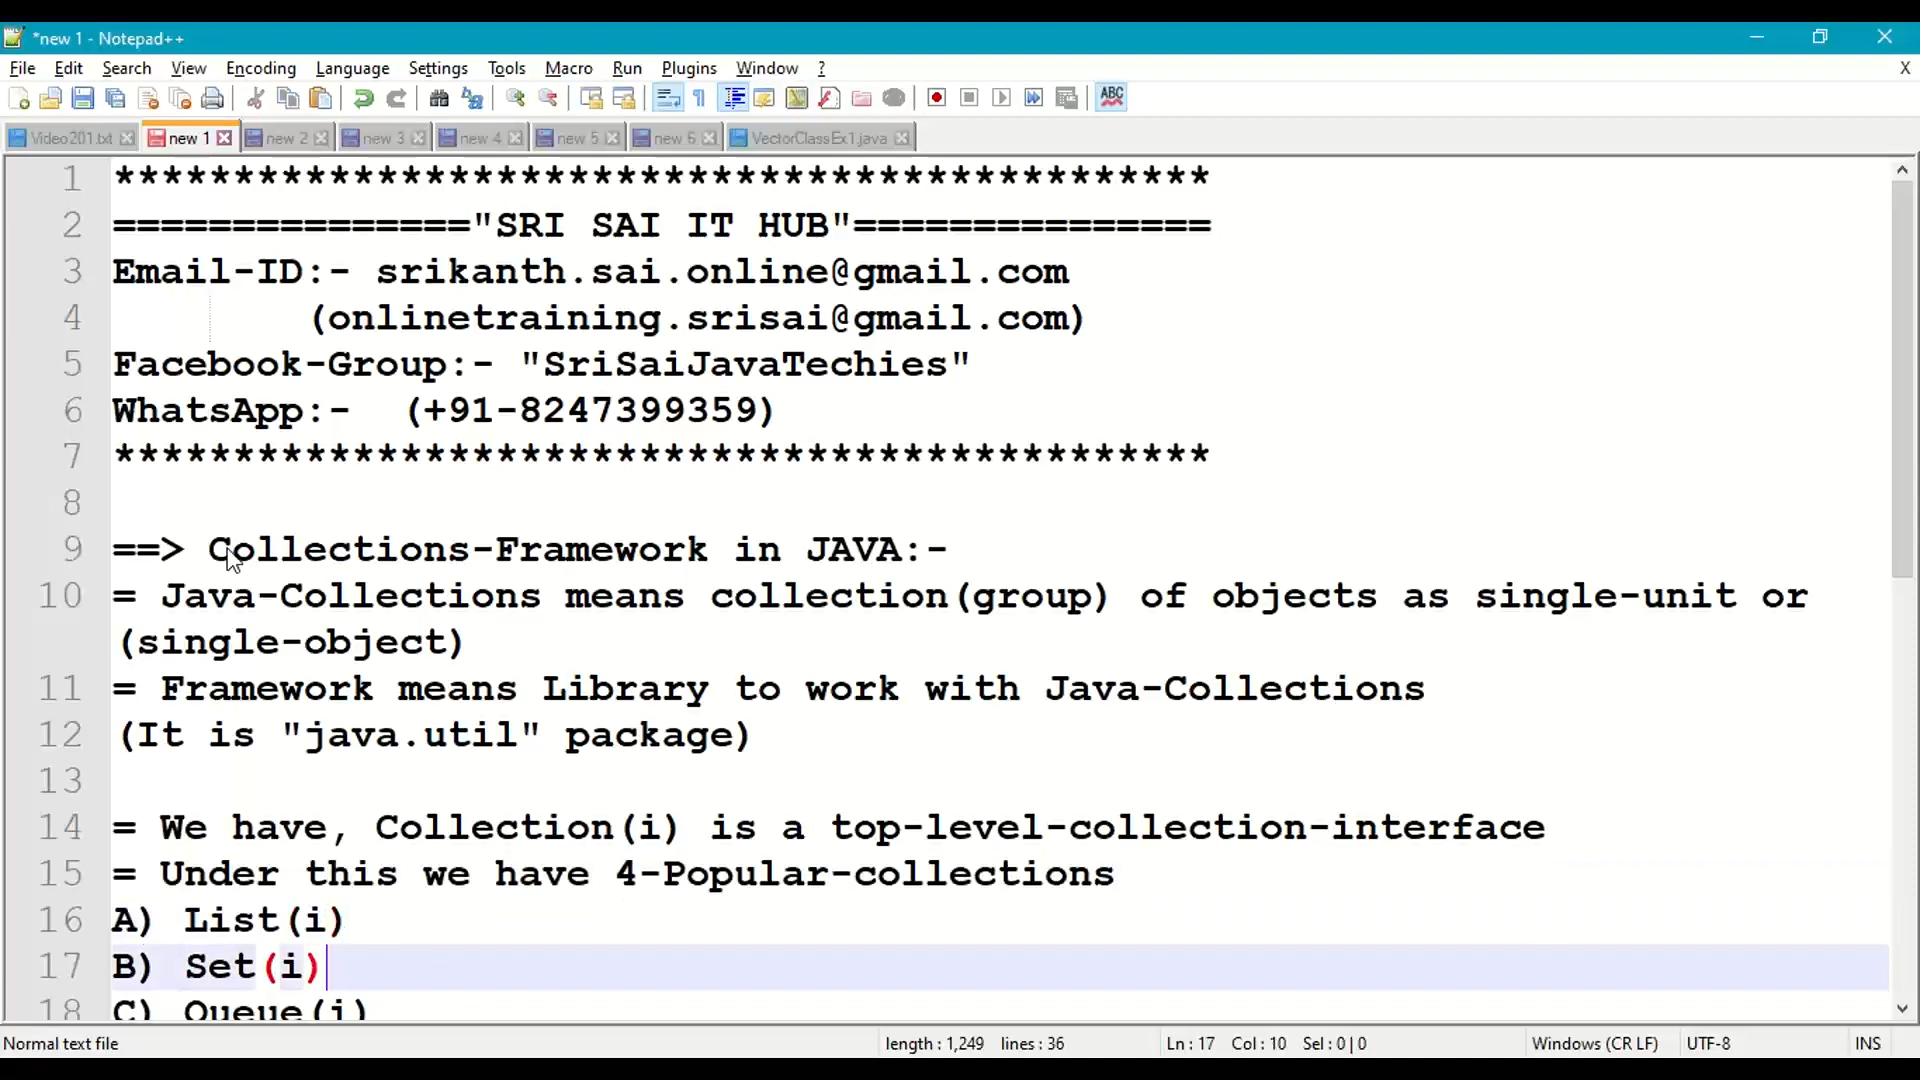 *new 1 - Notepad++
File Edit Search View Encoding Language Settings Tools Macro Run Plugins Window ? X
ABC
Video201.txt new 1 new 2 new 3 new 4 new 5 new 6 VectorClassEx1.java
1 **********************************************
2 ==============="SRI SAI IT HUB"===============
3 Email-ID:- srikanth.sai.online@gmail.com
4 (onlinetraining.srisai@gmail.com)
5 Facebook-Group:- "SriSaiJavaTechies"
6 WhatsApp:- (+91-8247399359)
7 **********************************************
8
9 ==> Collections-Framework in JAVA:-
10 = Java-Collections means collection(group) of objects as single-unit or
(single-object)
11 = Framework means Library to work with Java-Collections
12 (It is "java.util" package)
13
14 = We have, Collection(i) is a top-level-collection-interface
15 = Under this we have 4-Popular-collections
16 A) List(i)
17 B) Set(i)
18 C) Queue(i)
Normal text file length : 1,249 lines : 36 Ln : 17 Col : 10 Sel : 0 | 0 Windows (CR LF) UTF-8 INS